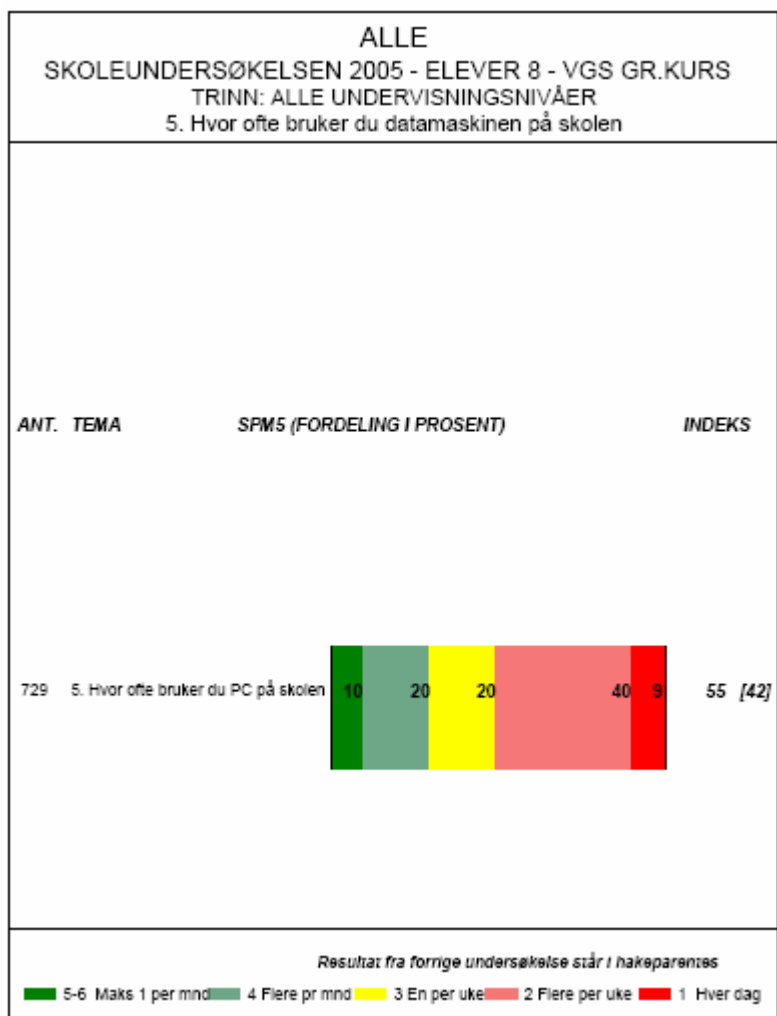 ALLE
SKOLEUNDERSØKELSEN 2005 - ELEVER 8 - VGS GR.KURS
TRINN: ALLE UNDERVISNINGSNIVÅER
5. Hvor ofte bruker du datamaskinen på skolen
ANT. TEMA SPM5 (FORDELING I PROSENT) INDEKS
729 5. Hvor ofte bruker du PC på skolen 10 20 20 40 9 55 [42]
Resultat fra forrige undersøkelse står i hakeparentes
5-6 Maks 1 per mnd 4 Flere pr mnd 3 En per uke 2 Flere per uke 1 Hver dag